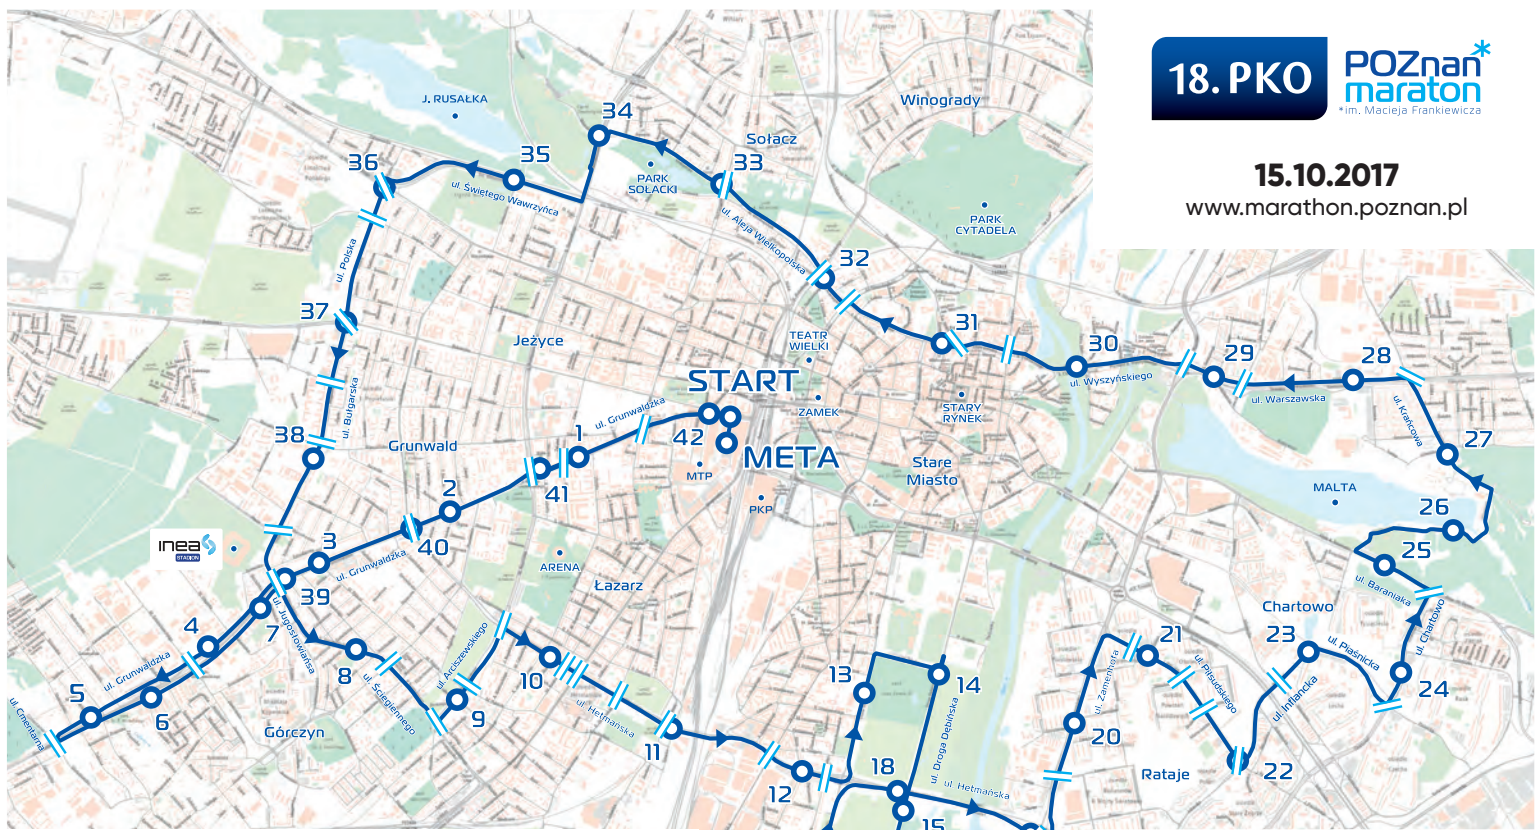 18. PKO
POZnan*
maraton
*im. Macieja Frankiewicza
15.10.2017
www.marathon.poznan.pl
J. RUSAŁKA
Winogrady
34
Sołacz
36
35
33
PARK
SOŁACKI
ul. Świętego Wawrzyńca
PARK
CYTADELA
ul. Aleja Wielkopolska
ul. Polska
32
37
31
Jeżyce
TEATR
WIELKI
30
29
28
ul. Wyszyńskiego
ul. Warszawska
START
ul. Bułgarska
ul. Grunwaldzka
ZAMEK
STARY
RYNEK
ul. Krańcowa
38
Grunwald
1
42
META
27
MTP
Stare
Miasto
MALTA
41
2
PKP
26
inea
STADION
3
40
25
ul. Grunwaldzka
ARENA
Łazarz
ul. Baraniaka
39
Chartowo
4
7
ul. Jugosłowiańska
ul. Arciszewskiego
21
23
ul. Piaśnicka
ul. Chartowo
ul. Grunwaldzka
8
ul. Ściegiennego
10
13
14
ul. Zamenhofa
ul. Piłsudskiego
ul. Inflancka
24
5
6
9
ul. Hetmańska
ul. Droga Dębińska
ul. Cmentarna
Górczyn
11
20
12
18
ul. Hetmańska
Rataje
22
15